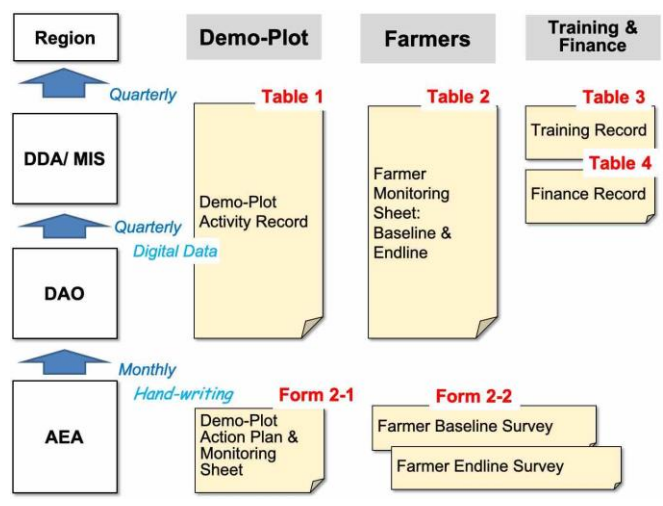 Region
Demo-Plot
Farmers
Training &
Finance
Quarterly
Table 1
Table 2
Table 3
DDA/ MIS
Demo-Plot
Activity Record
Farmer
Monitoring
Sheet:
Baseline &
Endline
Training Record
Table 4
Finance Record
Quarterly
Digital Data
DAO
Monthly
Hand-writing
Form 2-1
Form 2-2
AEA
Demo-Plot
Action Plan &
Monitoring
Sheet
Farmer Baseline Survey
Farmer Endline Survey